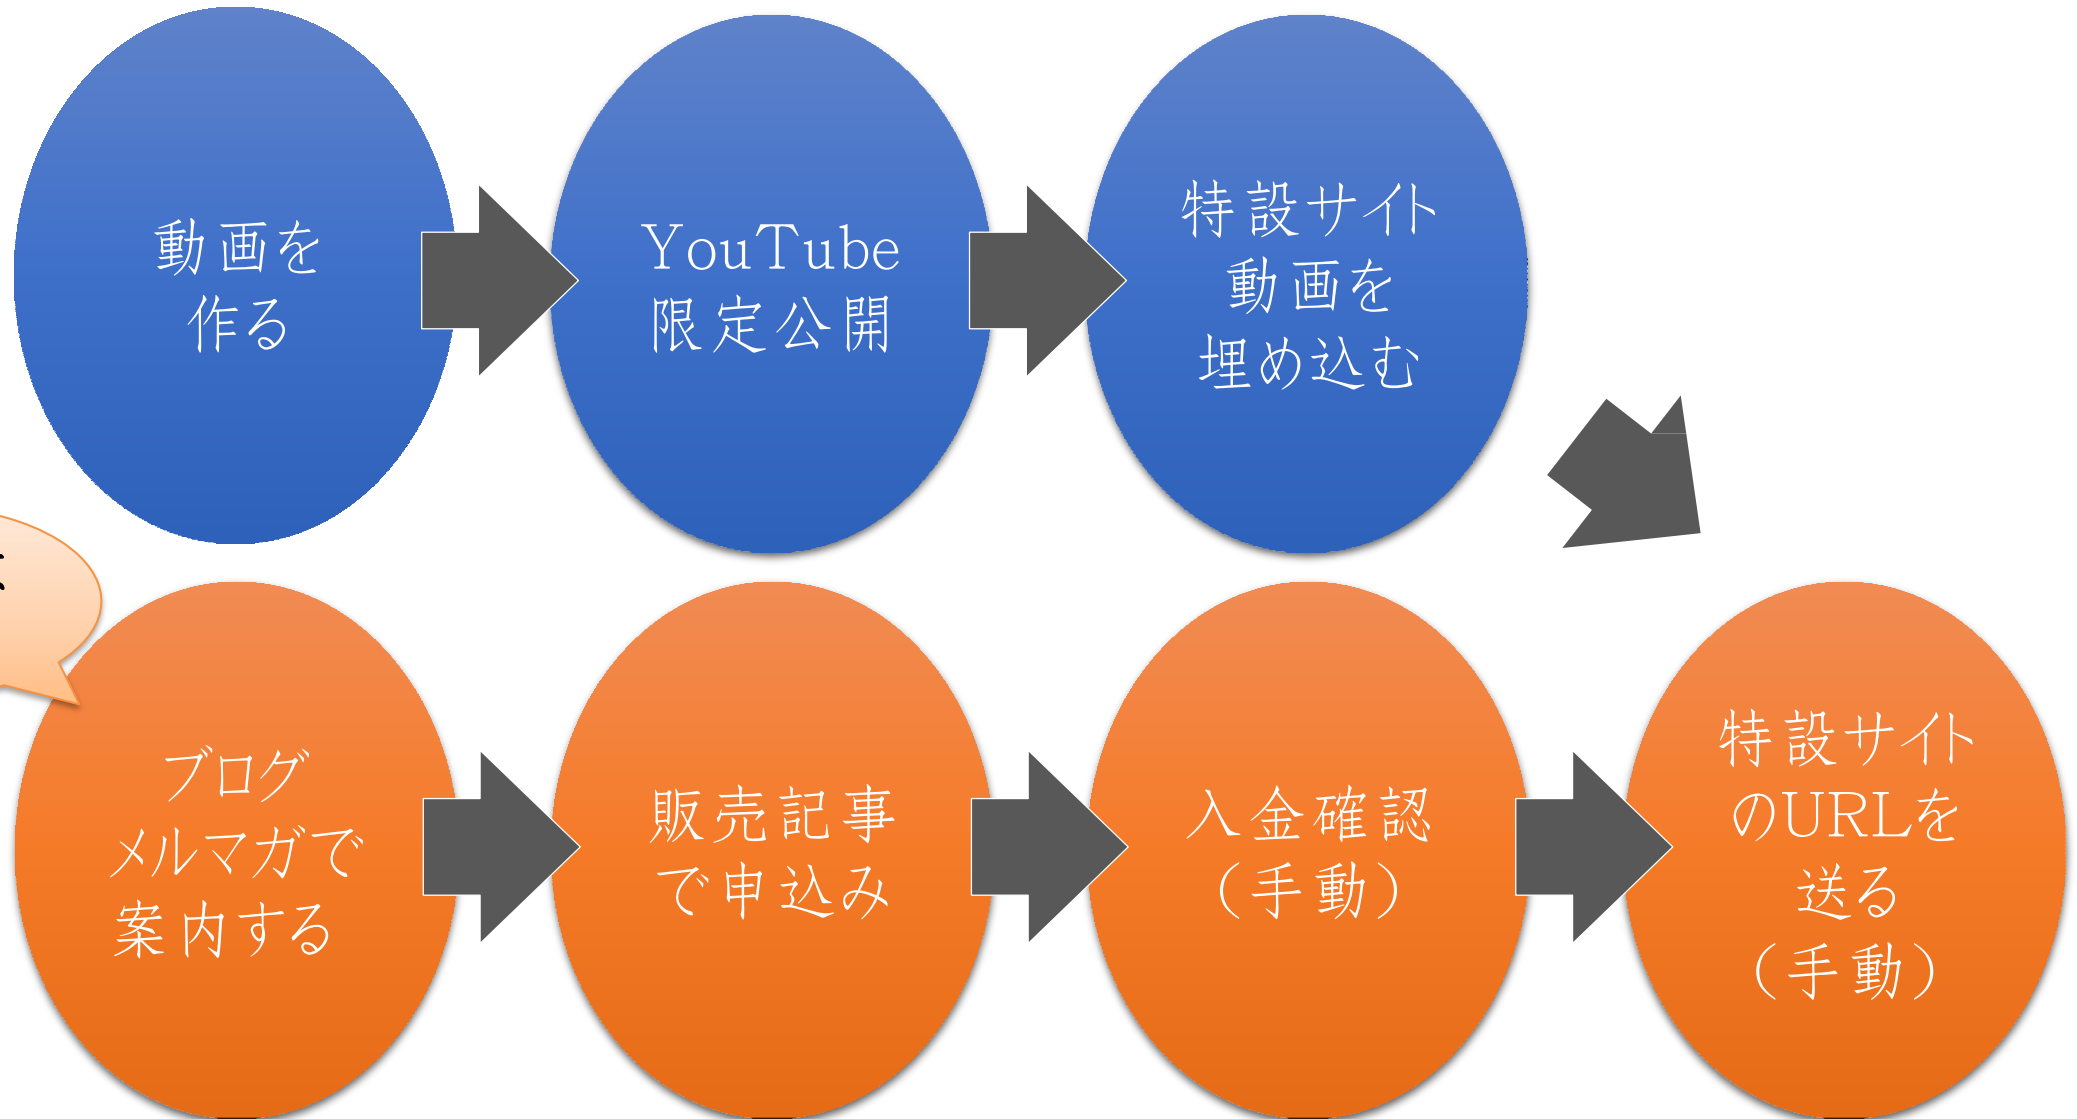 動画を
作る
YouTube
限定公開
特設サイト
動画を
埋め込む
ブログ
メルマガで
案内する
販売記事
で申込み
入金確認
(手動)
特設サイト
のURLを
送る
(手動)